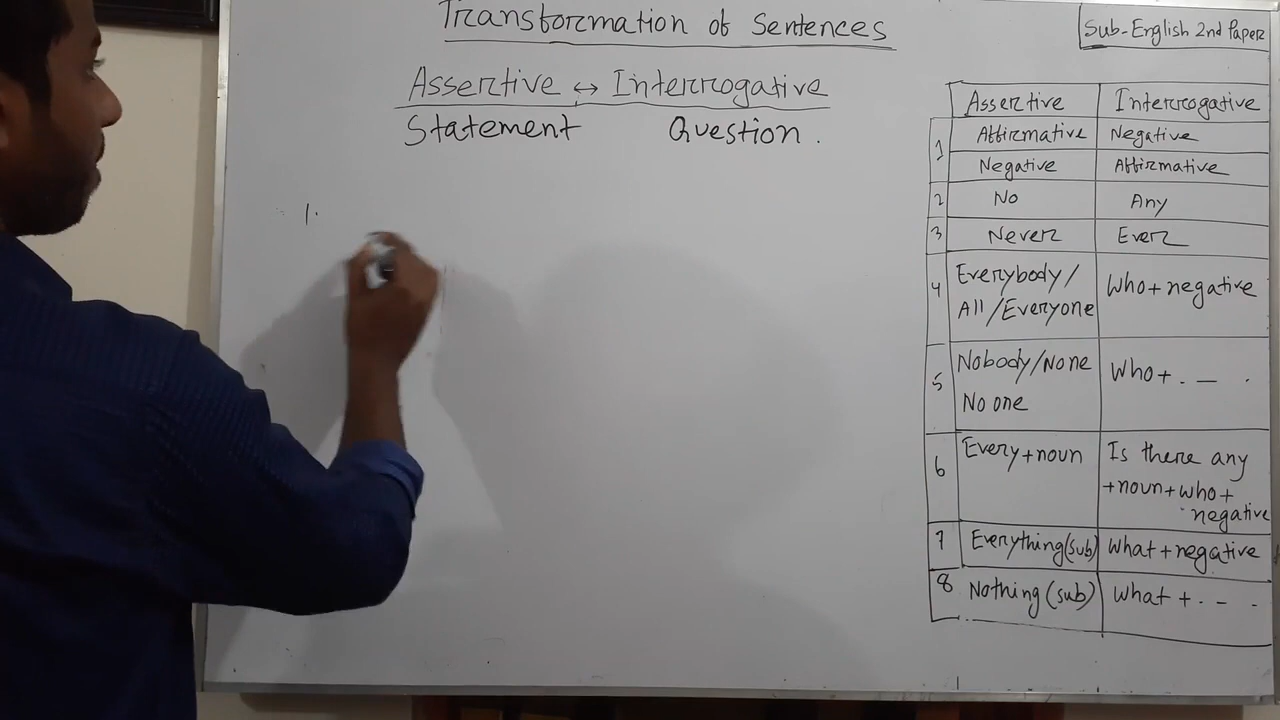 Transformation of Sentences
Sub-English 2nd Paper
Assertive ↔ Interrogative
Statement Question.
1.
Assertive Interrogative
1 Affirmative Negative
Negative Affirmative
2 No Any
3 Never Ever
4 Everybody/ Who+negative
All/Everyone
5 Nobody/None Who+. — .
No one
6 Every+noun Is there any
+noun+who+
negative
7 Everything(sub) What+negative
8 Nothing(sub) What+. - .